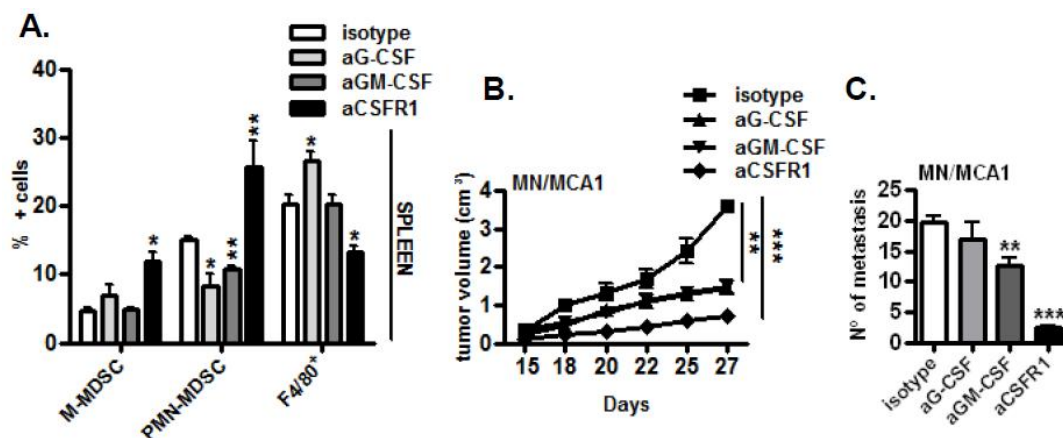 A.
isotype
aG-CSF
aGM-CSF
aCSFR1
% + cells
40
30
20
10
0
* * ** ** * *
M-MDSC
PMN-MDSC
F4/80+
SPLEEN
B.
isotype
aG-CSF
aGM-CSF
aCSFR1
MN/MCA1
tumor volume (cm³)
4
3
2
1
0
15 18 20 22 25 27
Days
**
***
C.
MN/MCA1
N° of metastasis
25
20
15
10
5
0
**
***
isotype
aG-CSF
aGM-CSF
aCSFR1